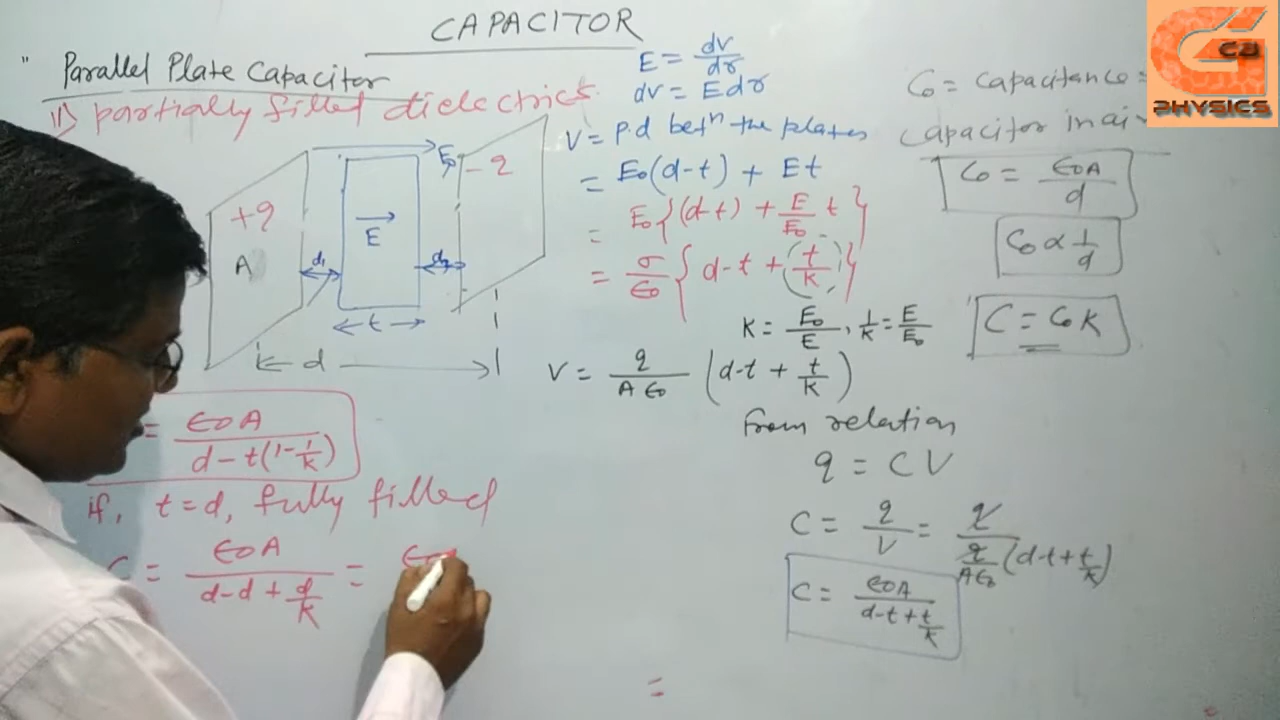 CAPACITOR
" Parallel Plate Capacitor
ii) partially filled dielectrics
+q
A
d₁
E
E₀
- q
d₂
t
d
E = dv/dr
dv = E dr
V = P.d betⁿ the plates
= E₀(d-t) + Et
= E₀{(d-t) + E/E₀ t}
= σ/ε₀ {d-t + (t/k)}
K = E₀/E, 1/K = E/E₀
V = q/Aε₀ (d-t + t/k)
From relation
q = CV
C = q/V = q/(q/Aε₀ (d-t+t/k))
C = ε₀A/(d-t+t/k)
C₀ = Capacitance =
capacitor in air
C₀ = ε₀A/d
C₀ ∝ 1/d
C = C₀K
= ε₀A/(d-t(1-1/k))
if, t=d, fully filled
C = ε₀A/(d-d+d/k) = ε₀
=
G
ca
PHYSICS